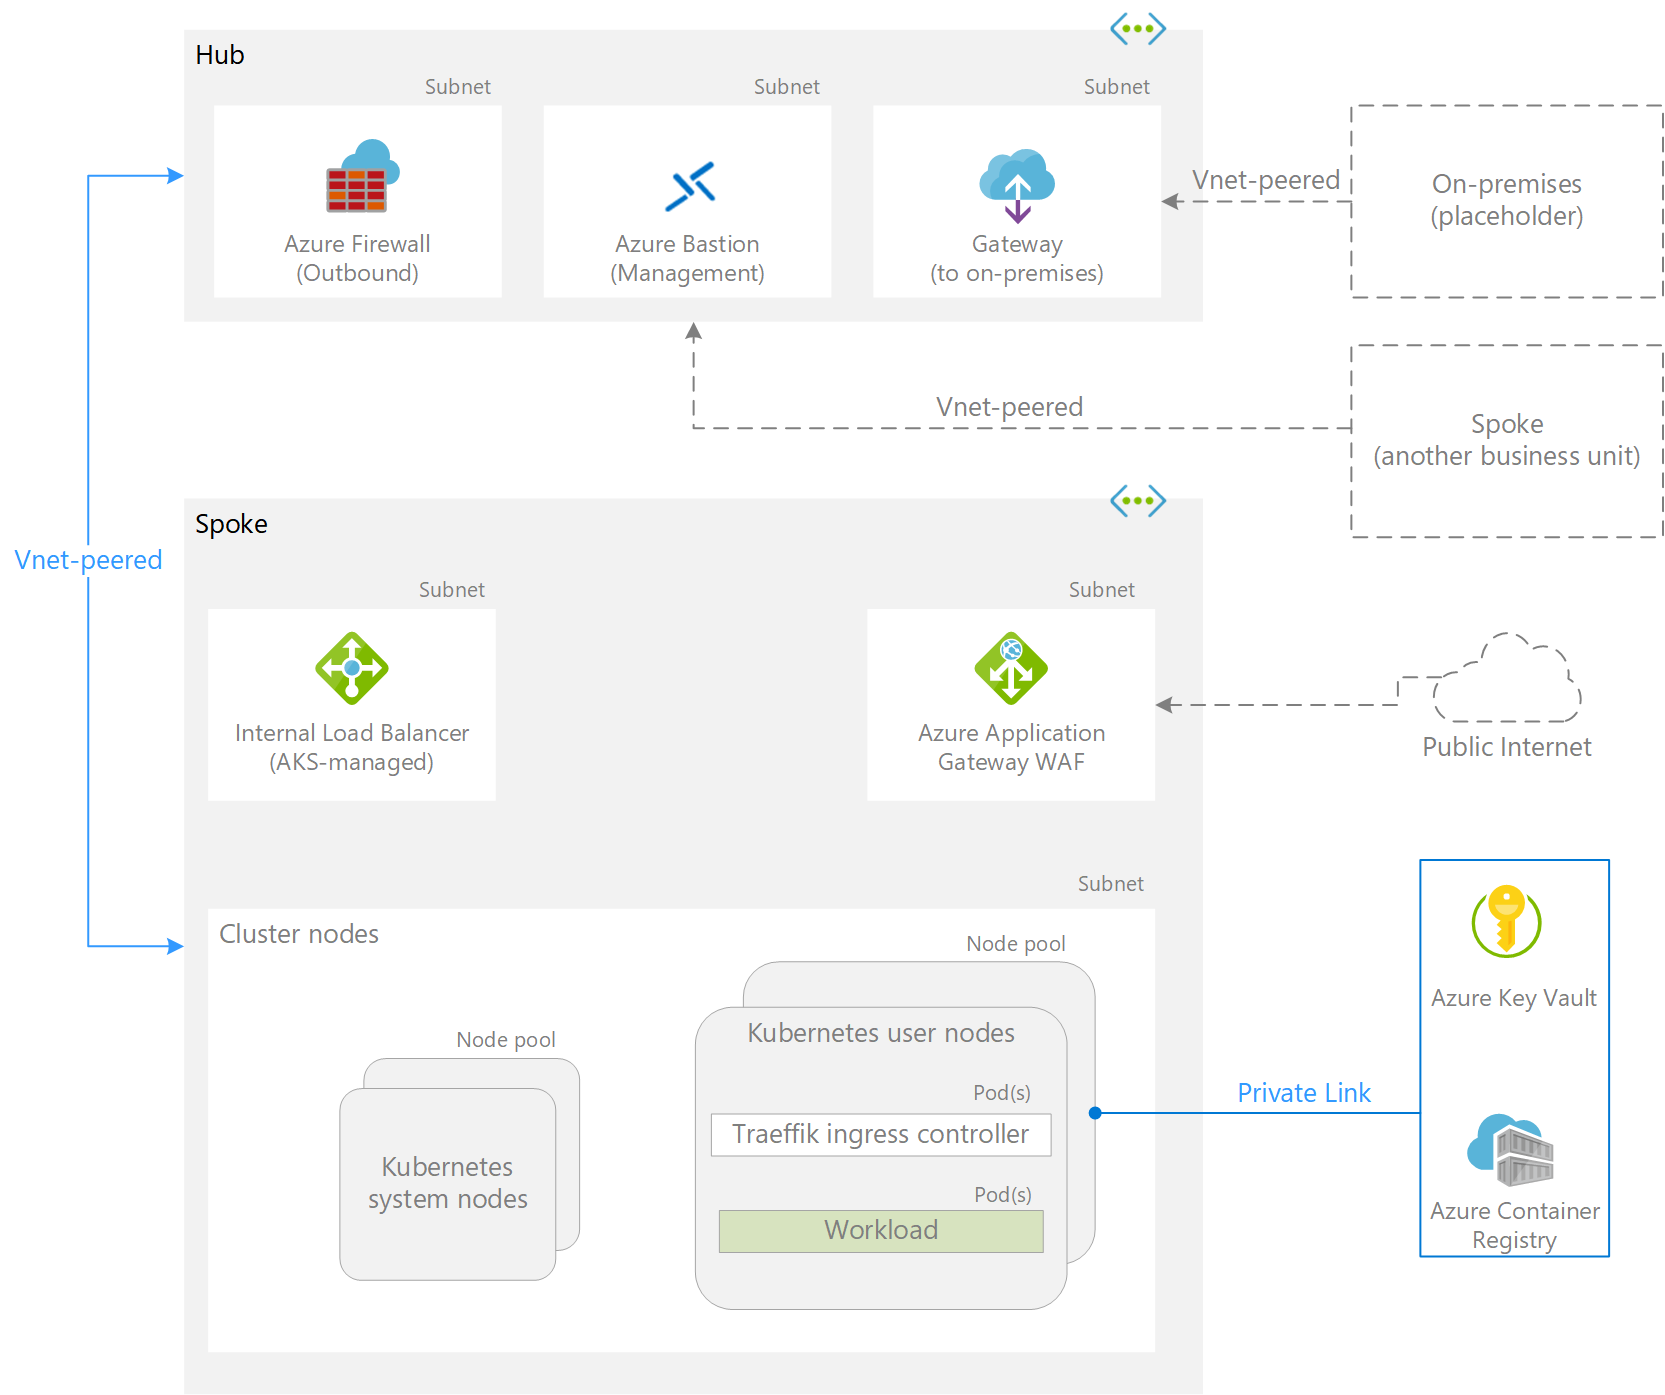 Hub
Subnet
Subnet
Subnet
Azure Firewall
(Outbound)
Azure Bastion
(Management)
Gateway
(to on-premises)
Vnet-peered
On-premises
(placeholder)
Vnet-peered
Spoke
(another business unit)
Vnet-peered
Spoke
Subnet
Subnet
Internal Load Balancer
(AKS-managed)
Azure Application
Gateway WAF
Public Internet
Subnet
Cluster nodes
Node pool
Kubernetes
system nodes
Node pool
Kubernetes user nodes
Pod(s)
Traeffik ingress controller
Pod(s)
Workload
Private Link
Azure Key Vault
Azure Container
Registry